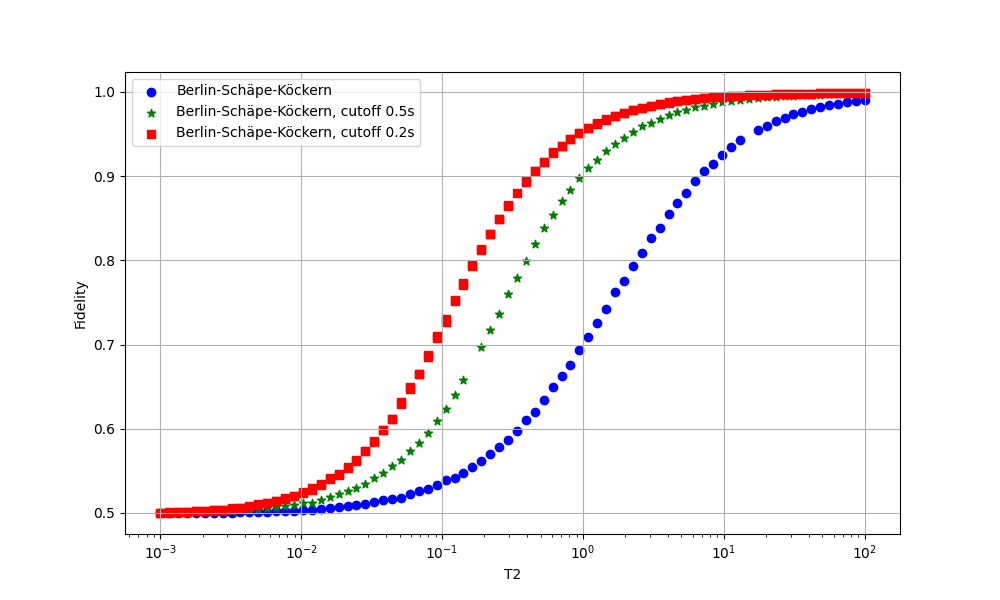 Berlin-Schäpe-Köckern
Berlin-Schäpe-Köckern, cutoff 0.5s
Berlin-Schäpe-Köckern, cutoff 0.2s
1.0
0.9
0.8
0.7
0.6
0.5
Fidelity
10⁻³
10⁻²
10⁻¹
10⁰
10¹
10²
T2